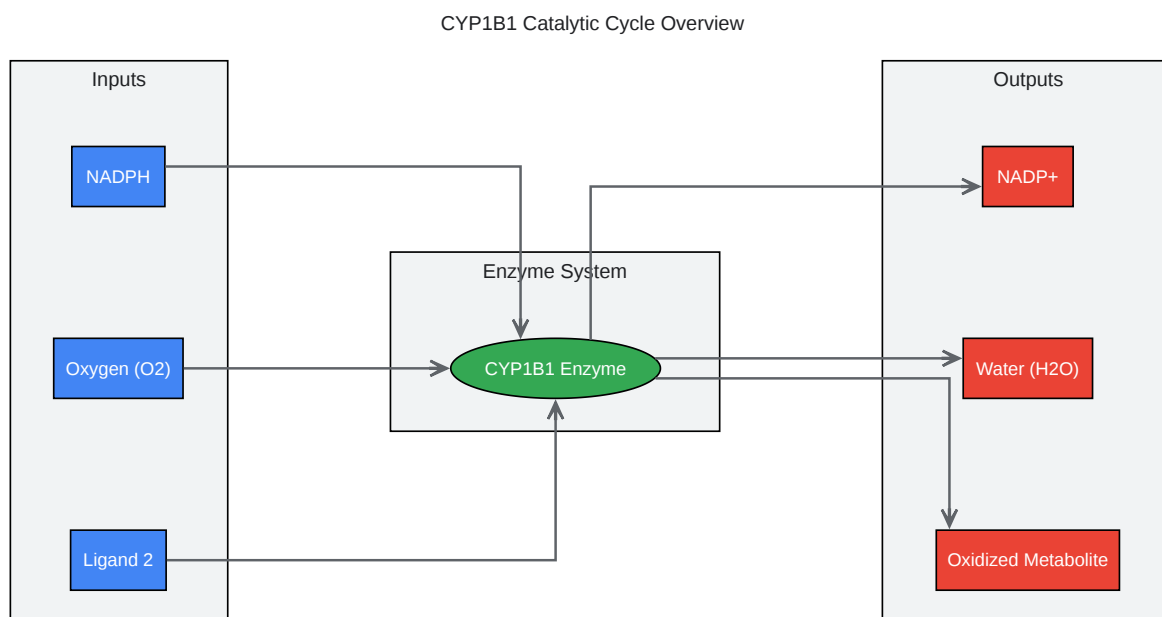 CYP1B1 Catalytic Cycle Overview
Inputs
Outputs
NADPH
NADP+
Enzyme System
Oxygen (O2)
CYP1B1 Enzyme
Water (H2O)
Ligand 2
Oxidized Metabolite